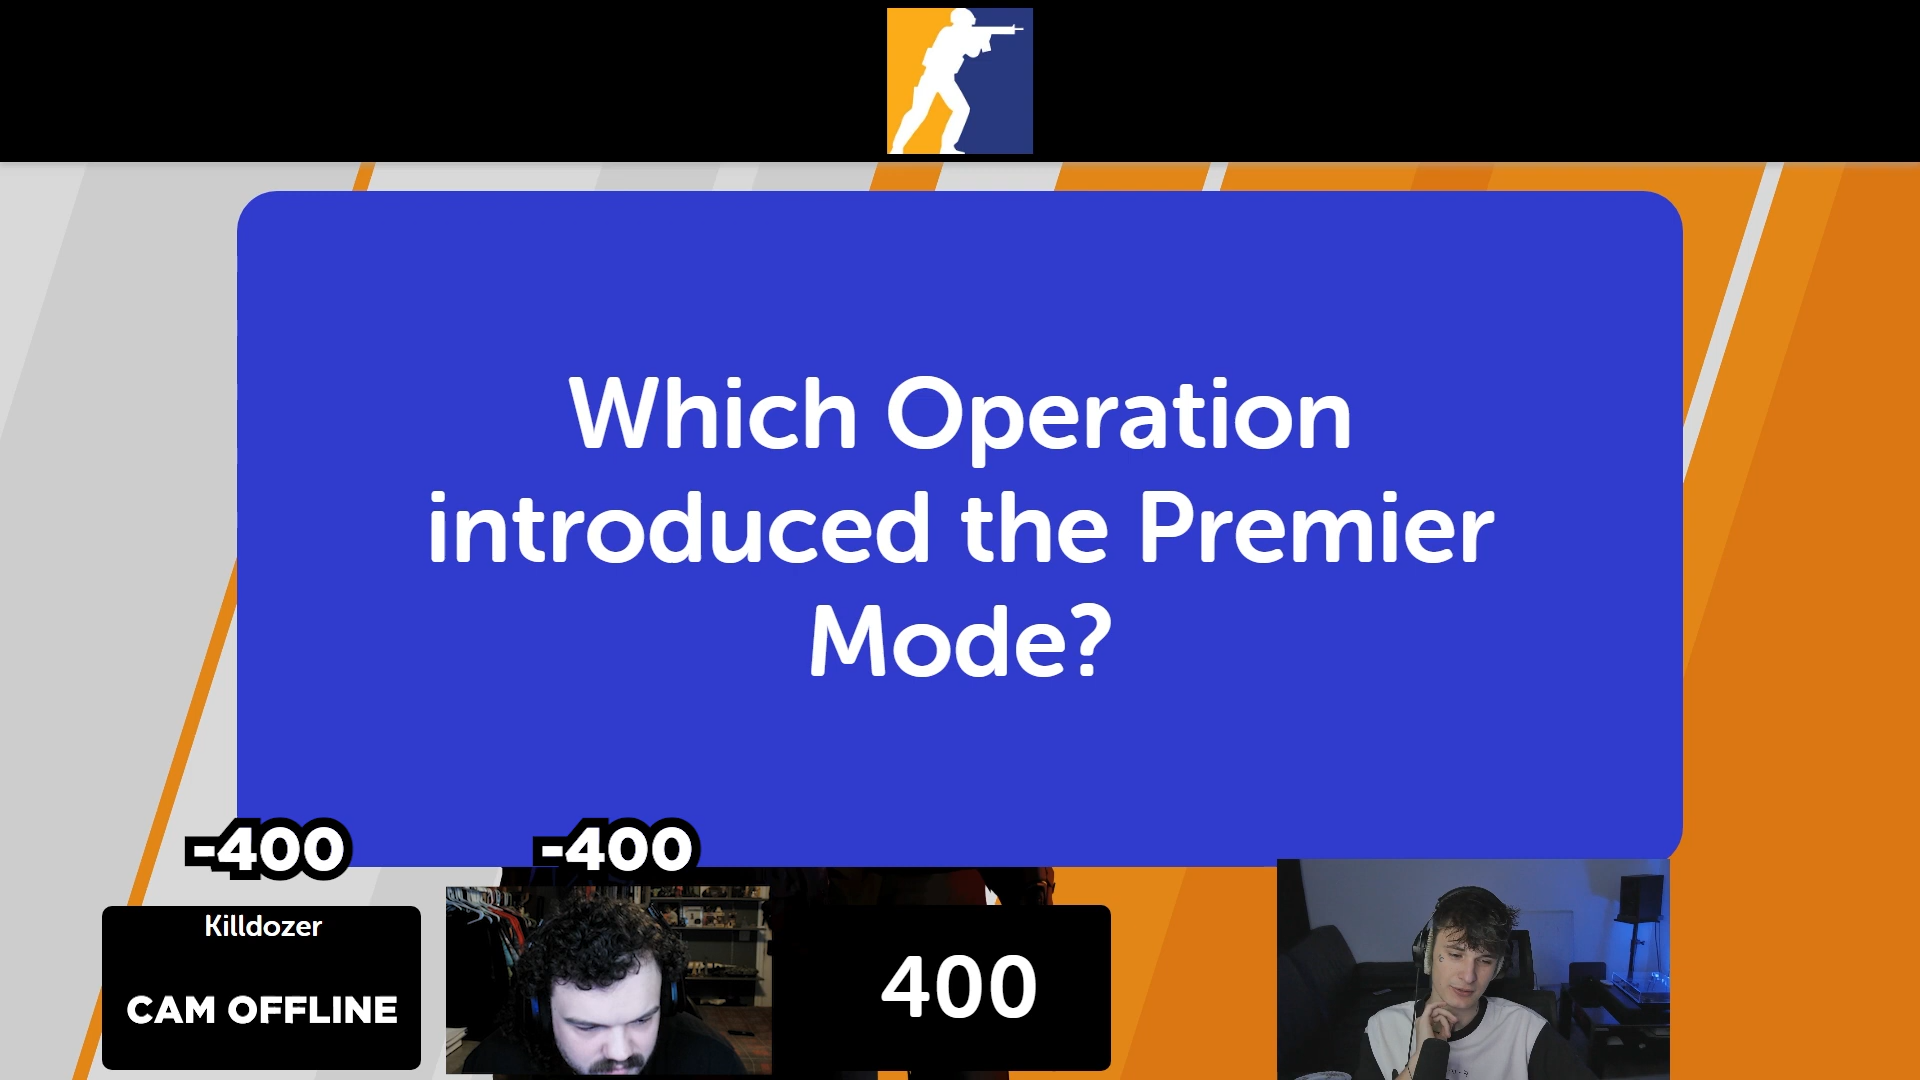 Which Operation
introduced the Premier
Mode?
-400
-400
Killdozer
CAM OFFLINE
400